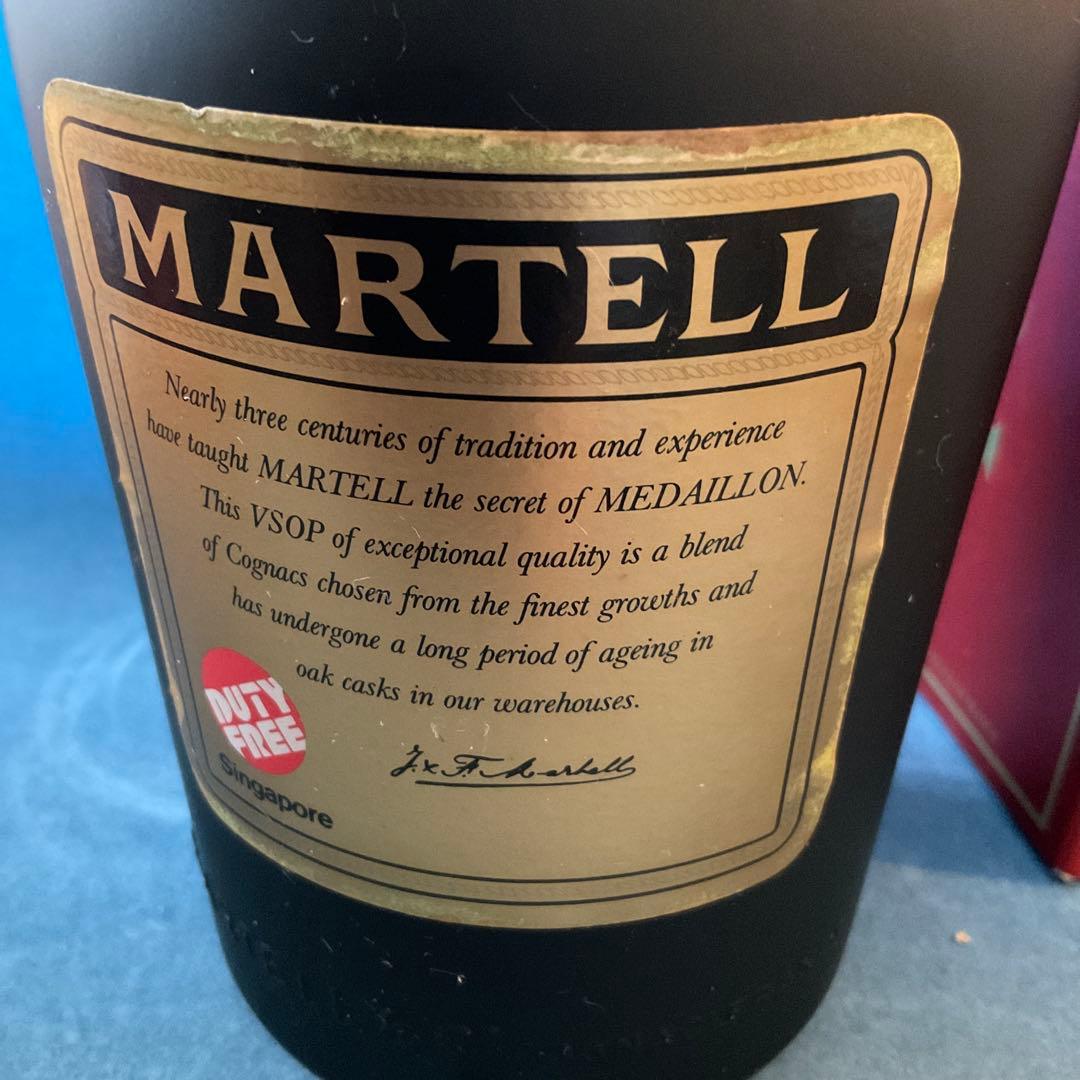 MARTELL
Nearly three centuries of tradition and experience
have taught MARTELL the secret of MEDAILLON.
This VSOP of exceptional quality is a blend
of Cognacs chosen from the finest growths and
has undergone a long period of ageing in
oak casks in our warehouses.
DUTY
FREE
Singapore
J. & F. Martell